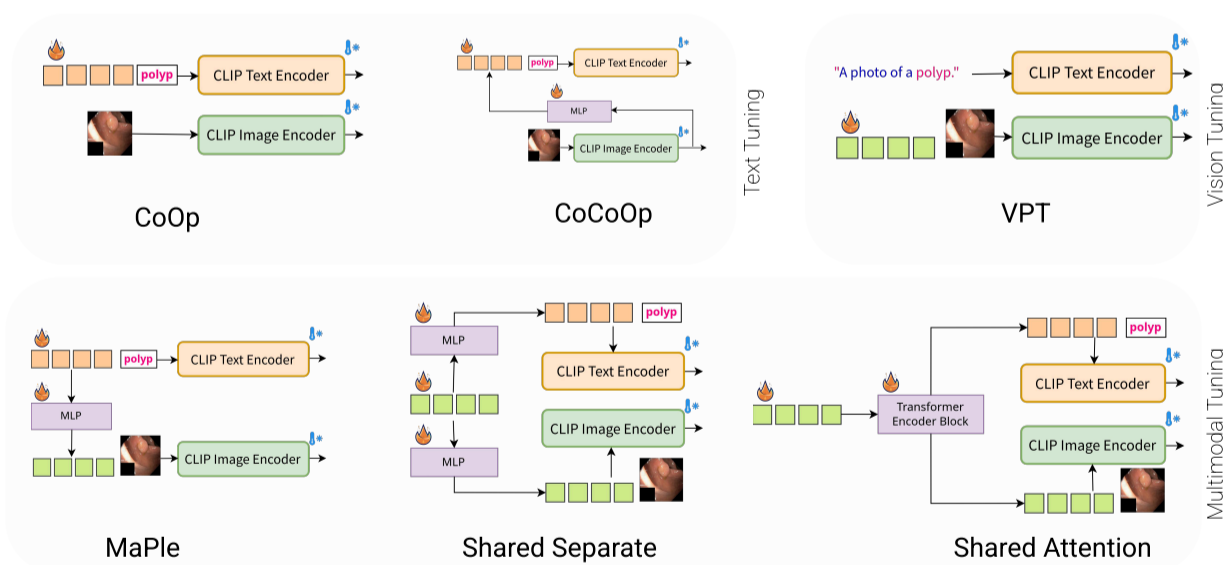 polyp
CLIP Text Encoder
CLIP Image Encoder
CoOp
polyp
CLIP Text Encoder
MLP
CLIP Image Encoder
CoCoOp
Text Tuning
"A photo of a polyp."
CLIP Text Encoder
CLIP Image Encoder
VPT
Vision Tuning
polyp
CLIP Text Encoder
MLP
CLIP Image Encoder
MaPle
MLP
polyp
CLIP Text Encoder
CLIP Image Encoder
MLP
Shared Separate
Transformer
Encoder Block
polyp
CLIP Text Encoder
CLIP Image Encoder
Shared Attention
Multimodal Tuning